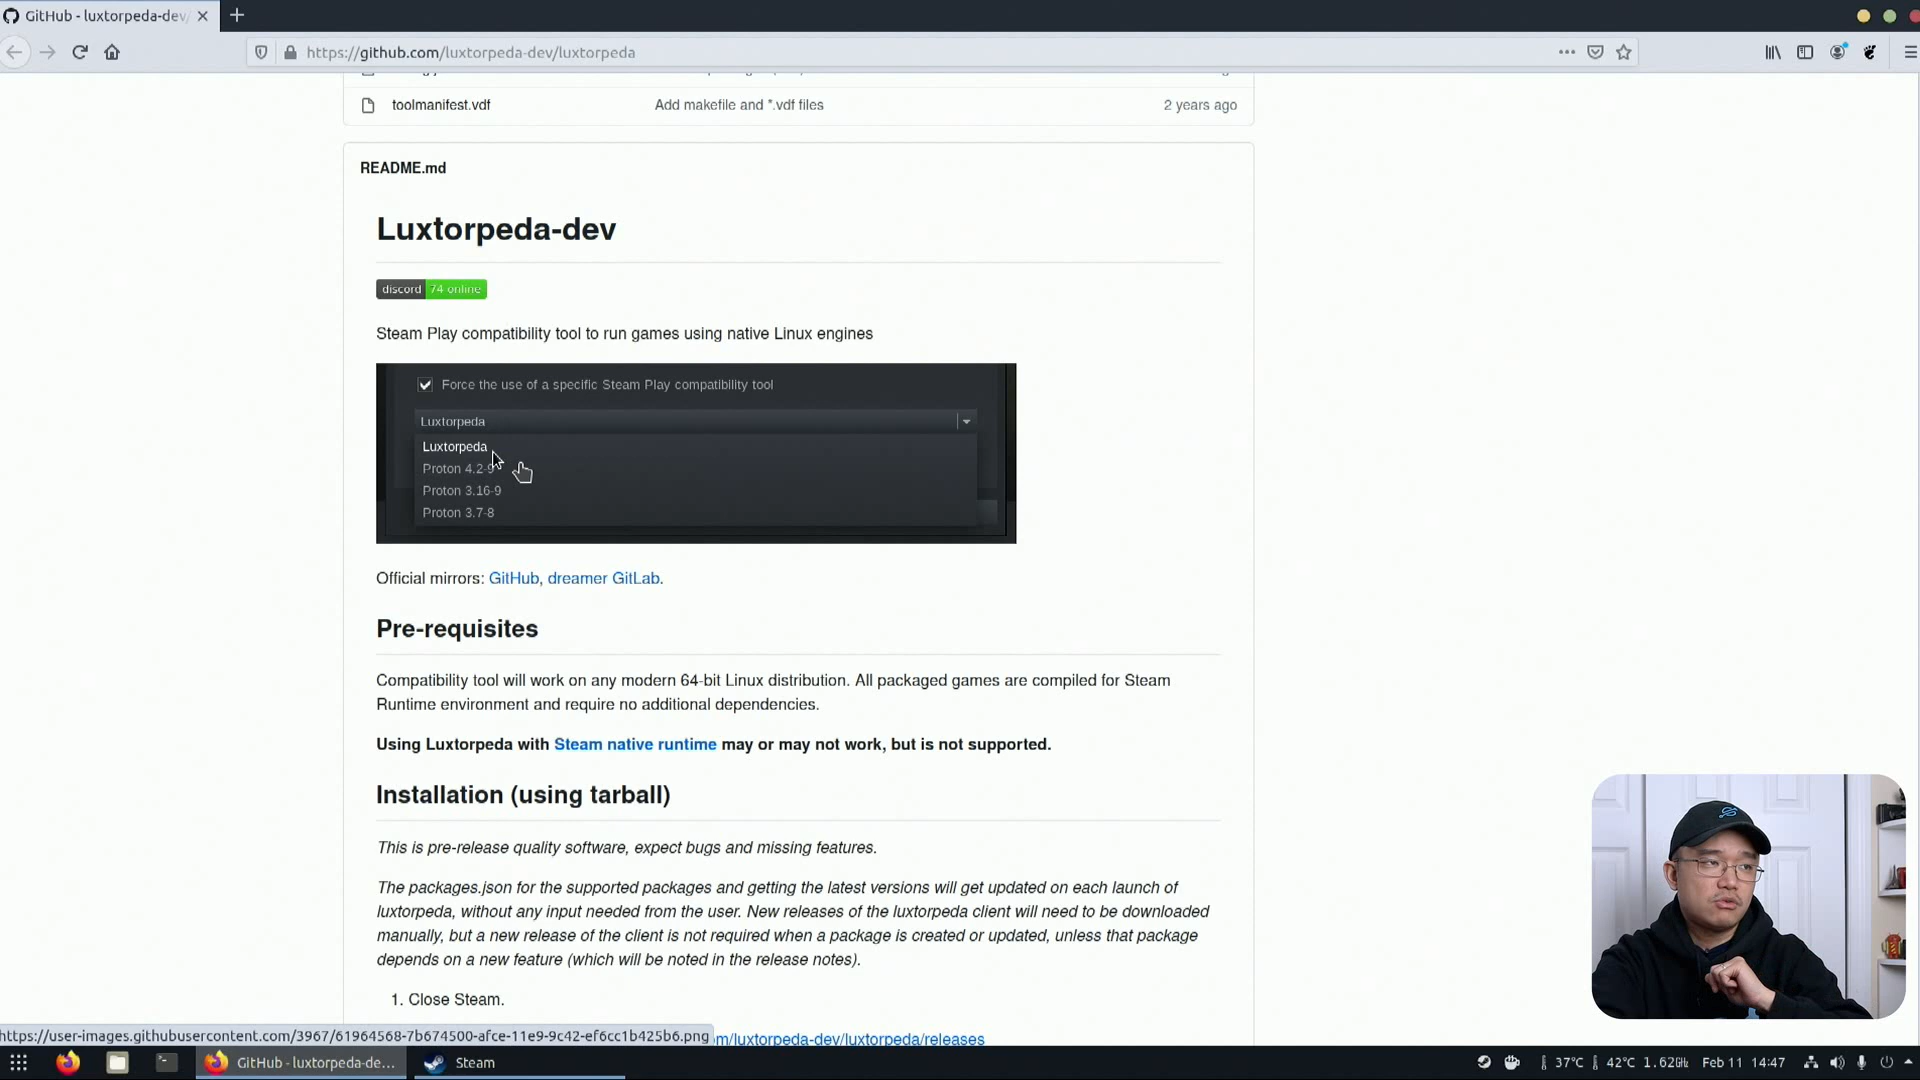 GitHub - luxtorpeda-dev/
https://github.com/luxtorpeda-dev/luxtorpeda
toolmanifest.vdf Add makefile and *.vdf files 2 years ago
README.md
Luxtorpeda-dev
discord 74 online
Steam Play compatibility tool to run games using native Linux engines
Force the use of a specific Steam Play compatibility tool
Luxtorpeda
Luxtorpeda
Proton 4.2-9
Proton 3.16-9
Proton 3.7-8
Official mirrors: GitHub, dreamer GitLab.
Pre-requisites
Compatibility tool will work on any modern 64-bit Linux distribution. All packaged games are compiled for Steam
Runtime environment and require no additional dependencies.
Using Luxtorpeda with Steam native runtime may or may not work, but is not supported.
Installation (using tarball)
This is pre-release quality software, expect bugs and missing features.
The packages.json for the supported packages and getting the latest versions will get updated on each launch of
luxtorpeda, without any input needed from the user. New releases of the luxtorpeda client will need to be downloaded
manually, but a new release of the client is not required when a package is created or updated, unless that package
depends on a new feature (which will be noted in the release notes).
1. Close Steam.
https://user-images.githubusercontent.com/3967/61964568-7b674500-afce-11e9-9c42-ef6cc1b425b6.png
m/luxtorpeda-dev/luxtorpeda/releases
GitHub - luxtorpeda-de... Steam 37°C 42°C 1.62GHz Feb 11 14:47